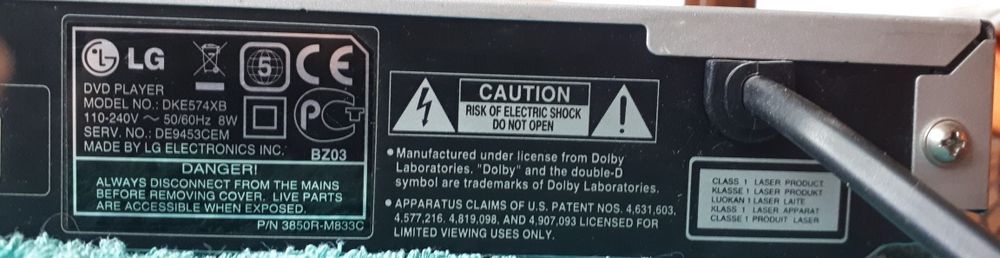 LG
DVD PLAYER
MODEL NO.: DKE574XB
110-240V ~ 50/60Hz 8W
SERV. NO.: DE9453CEM
MADE BY LG ELECTRONICS INC.
5
CE
PCT
BZ03
DANGER!
ALWAYS DISCONNECT FROM THE MAINS
BEFORE REMOVING COVER. LIVE PARTS
ARE ACCESSIBLE WHEN EXPOSED.
P/N 3850R-M833C
CAUTION
RISK OF ELECTRIC SHOCK
DO NOT OPEN
● Manufactured under license from Dolby
Laboratories. "Dolby" and the double-D
symbol are trademarks of Dolby Laboratories.
● APPARATUS CLAIMS OF U.S. PATENT NOS. 4,631,603,
4,577,216. 4,819,098, AND 4,907,093 LICENSED FOR
LIMITED VIEWING USES ONLY.
CLASS 1 LASER PRODUCT
KLASSE 1 LASER PRODUKT
LUOKAN 1 LASER LAITE
KLASS 1 LASER APPARAT
CLASSE 1 PRODUIT LASER